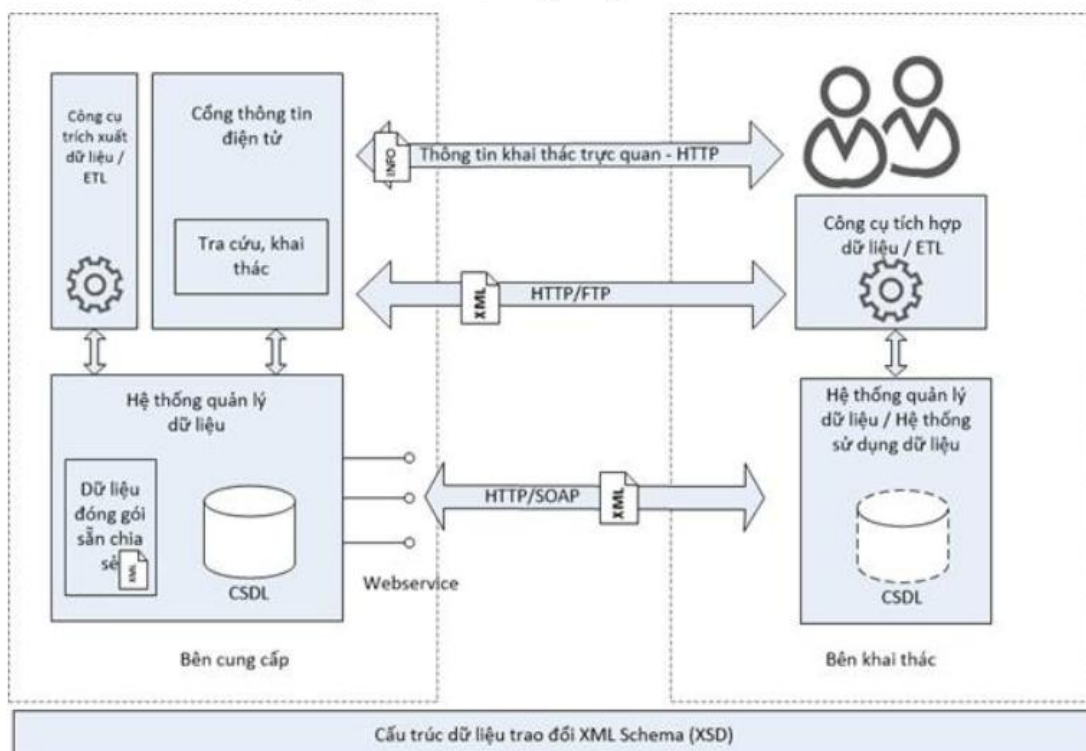 Công cụ
trích xuất
dữ liệu /
ETL
Cổng thông tin
điện tử
Tra cứu, khai
thác
INFO
Thông tin khai thác trực quan - HTTP
Công cụ tích hợp
dữ liệu / ETL
XML
HTTP/FTP
Hệ thống quản lý
dữ liệu
Dữ liệu
đóng gói
sẵn chia
sẻ
XML
CSDL
Webservice
HTTP/SOAP
XML
Hệ thống quản lý
dữ liệu / Hệ thống
sử dụng dữ liệu
CSDL
Bên cung cấp
Bên khai thác
Cấu trúc dữ liệu trao đổi XML Schema (XSD)